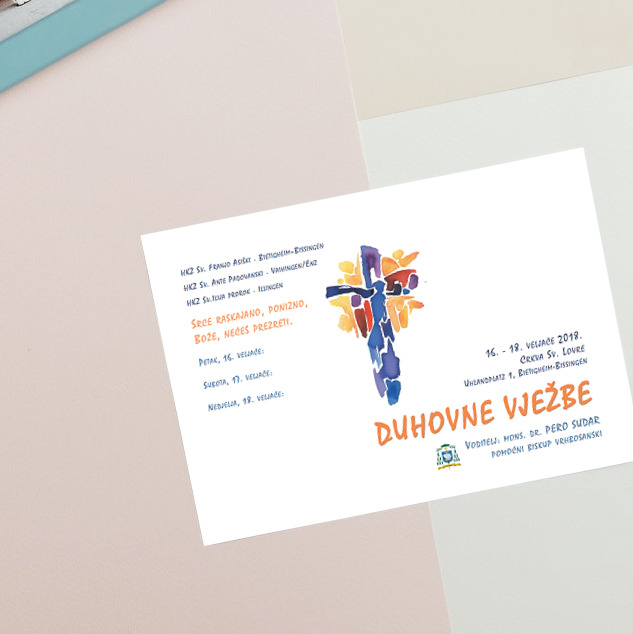 HKZ Sv. Franjo Asiški . Bietigheim-Bissingen
HKZ Sv. Ante Padovanski . Vaihingen/Enz
HKZ Sv.Ilija prorok . Illingen
Srce raskajano, ponizno,
Bože, nećeš prezreti.
Petak, 16. veljače:
Subota, 17. veljače:
Nedjelja, 18. veljače:
16. - 18. veljače 2018.
Crkva Sv. Lovre
Uhlandplatz 1, Bietigheim-Bissingen
DUHOVNE VJEŽBE
Voditelj: mons. dr. PERO SUDAR
pomoćni biskup vrhbosanski